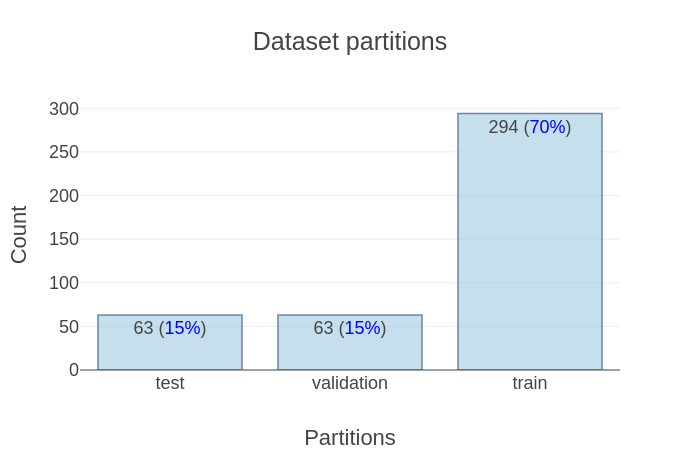 Dataset partitions
Count
300
250
200
150
100
50
0
63 (15%)
63 (15%)
294 (70%)
test
validation
train
Partitions